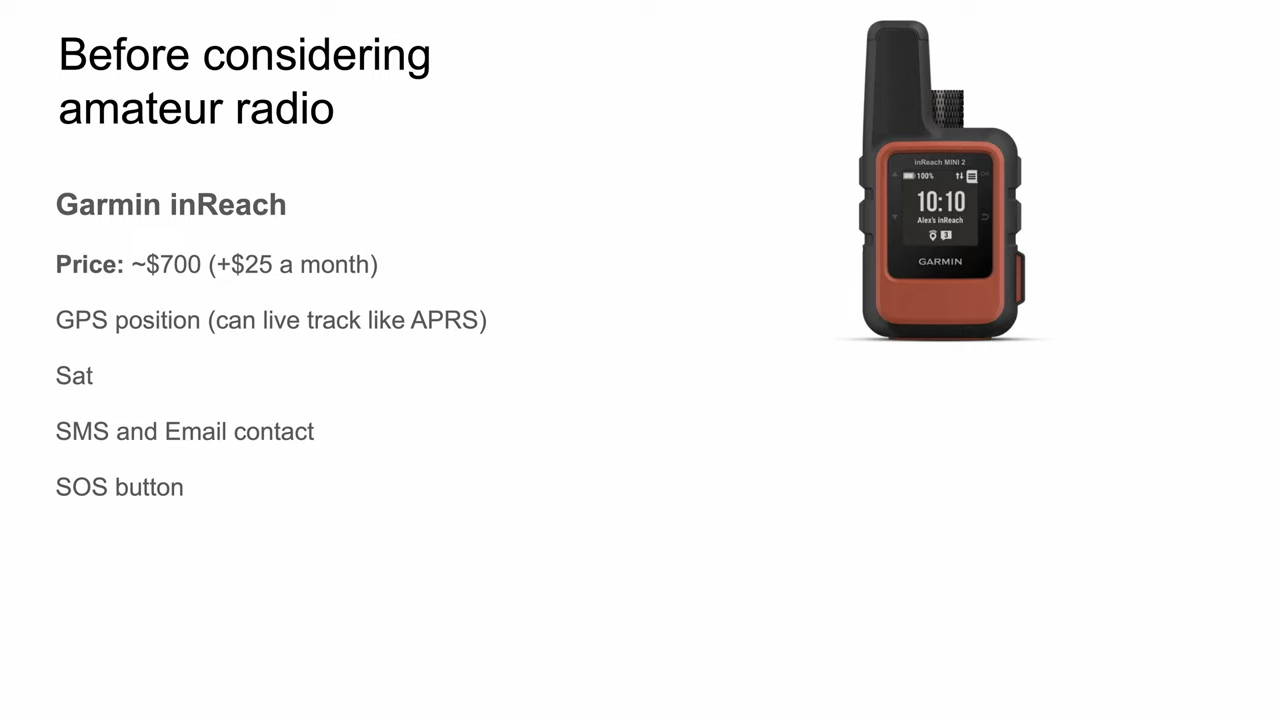 Before considering
amateur radio
Garmin inReach
Price: ~$700 (+$25 a month)
GPS position (can live track like APRS)
Sat
SMS and Email contact
SOS button
inReach MINI 2
100%
10:10
Alex's inReach
3
GARMIN